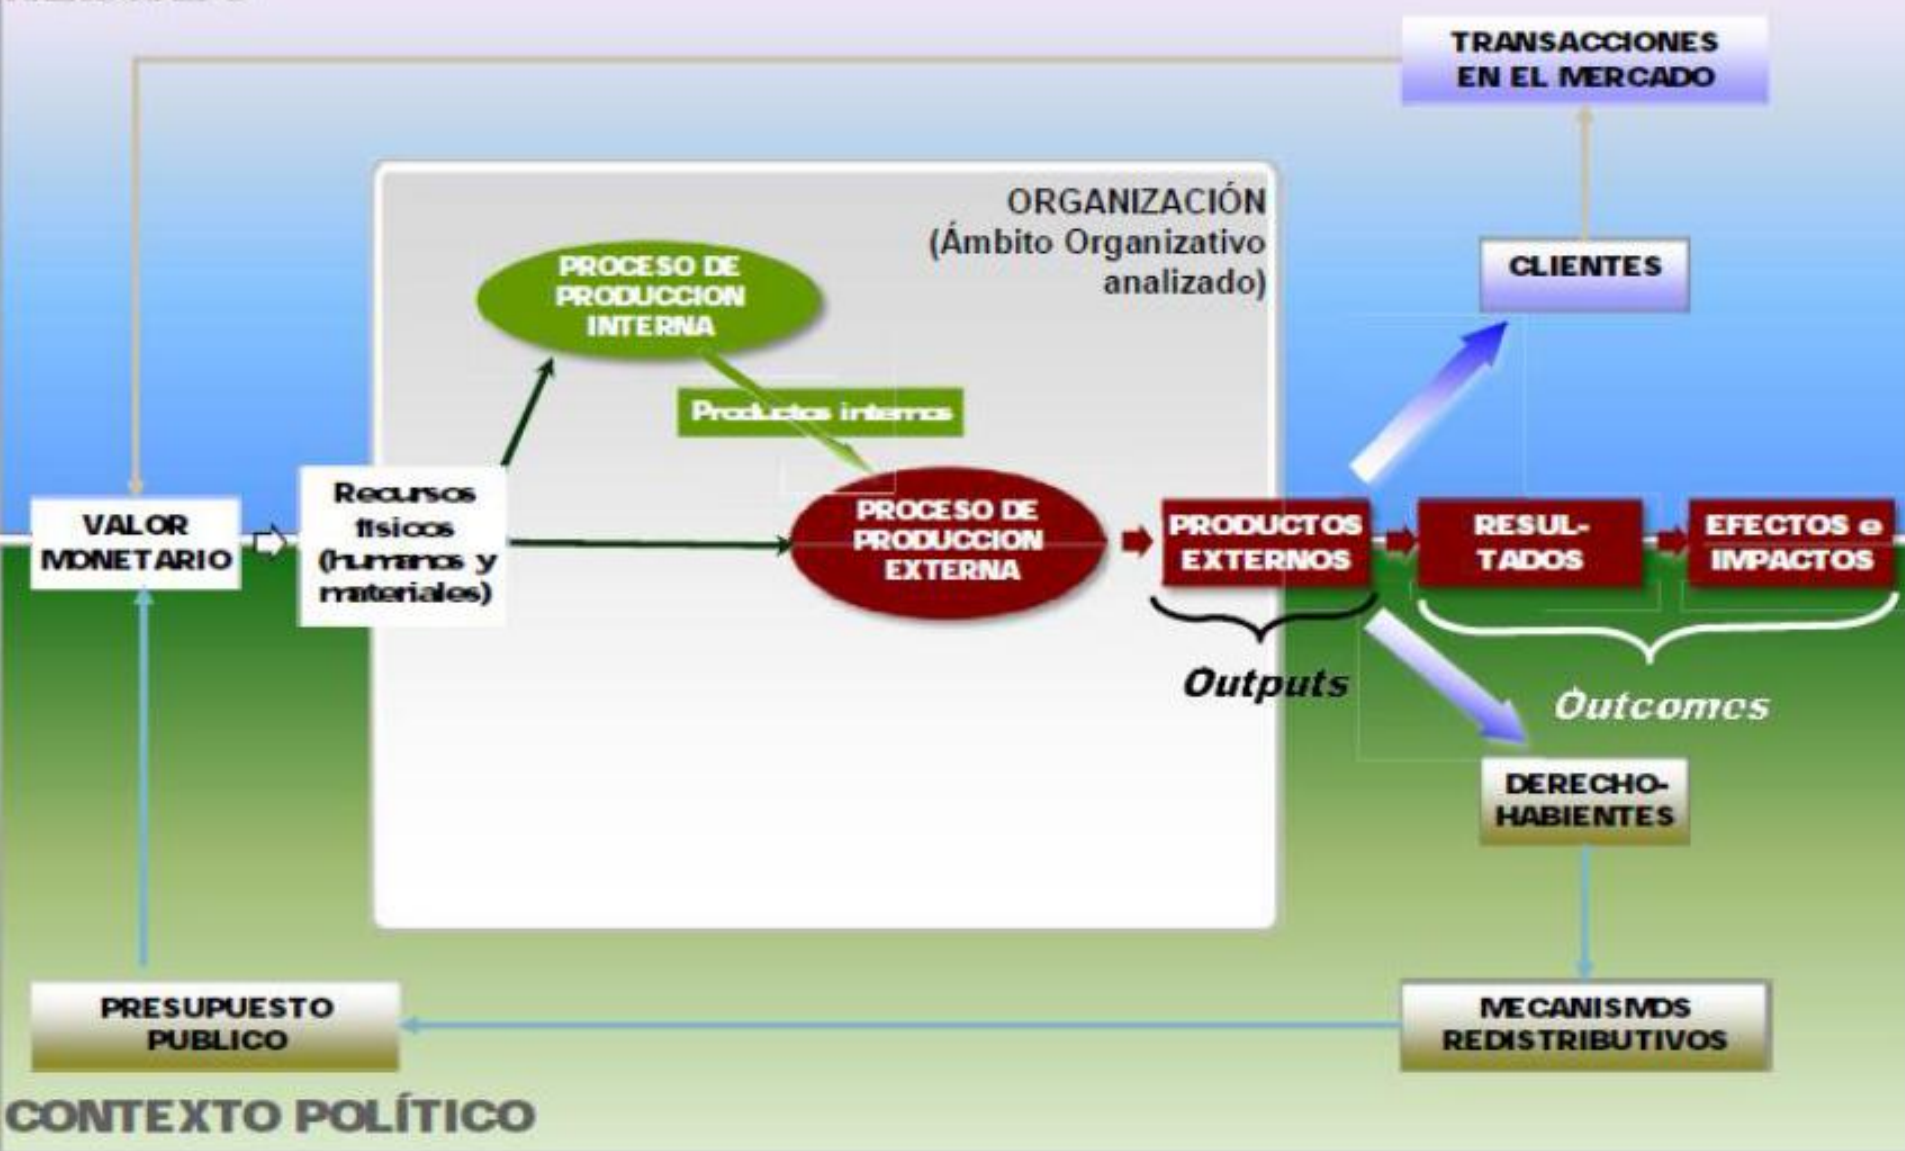 TRANSACCIONES
EN EL MERCADO
ORGANIZACIÓN
(Ámbito Organizativo
analizado)
CLIENTES
PROCESO DE
PRODUCCION
INTERNA
Productos internos
VALOR
MONETARIO
Recursos
físicos
(humanos y
materiales)
PROCESO DE
PRODUCCION
EXTERNA
PRODUCTOS
EXTERNOS
RESUL-
TADOS
EFECTOS e
IMPACTOS
Outputs
Outcomes
DERECHO-
HABIENTES
PRESUPUESTO
PUBLICO
MECANISMOS
REDISTRIBUTIVOS
CONTEXTO POLÍTICO